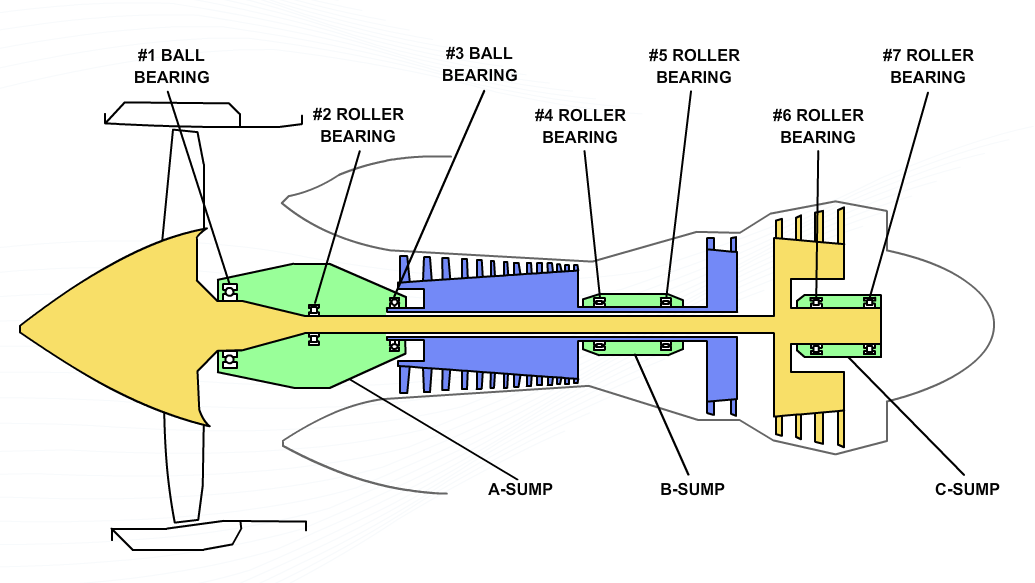 #1 BALL
BEARING
#2 ROLLER
BEARING
#3 BALL
BEARING
#4 ROLLER
BEARING
#5 ROLLER
BEARING
#6 ROLLER
BEARING
#7 ROLLER
BEARING
A-SUMP
B-SUMP
C-SUMP